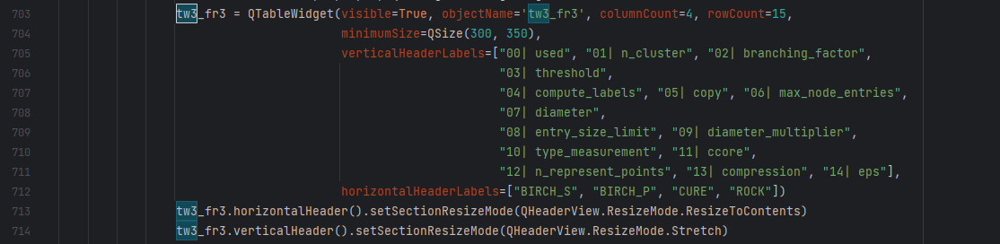 703 tw3_fr3 = QTableWidget(visible=True, objectName='tw3_fr3', columnCount=4, rowCount=15,
704 minimumSize=QSize(300, 350),
705 verticalHeaderLabels=["00| used", "01| n_cluster", "02| branching_factor",
706 "03| threshold",
707 "04| compute_labels", "05| copy", "06| max_node_entries",
708 "07| diameter",
709 "08| entry_size_limit", "09| diameter_multiplier",
710 "10| type_measurement", "11| ccore",
711 "12| n_represent_points", "13| compression", "14| eps"],
712 horizontalHeaderLabels=["BIRCH_S", "BIRCH_P", "CURE", "ROCK"])
713 tw3_fr3.horizontalHeader().setSectionResizeMode(QHeaderView.ResizeMode.ResizeToContents)
714 tw3_fr3.verticalHeader().setSectionResizeMode(QHeaderView.ResizeMode.Stretch)